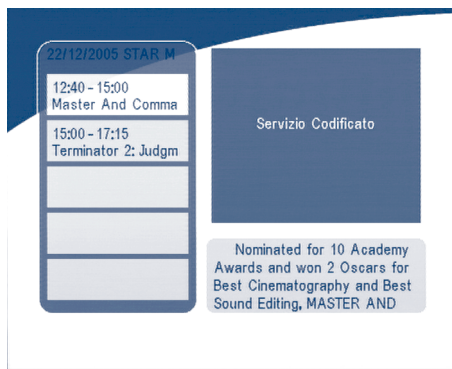 22/12/2005 STAR M
12:40 - 15:00
Master And Comma
15:00 - 17:15
Terminator 2: Judgm
Servizio Codificato
Nominated for 10 Academy
Awards and won 2 Oscars for
Best Cinematography and Best
Sound Editing, MASTER AND